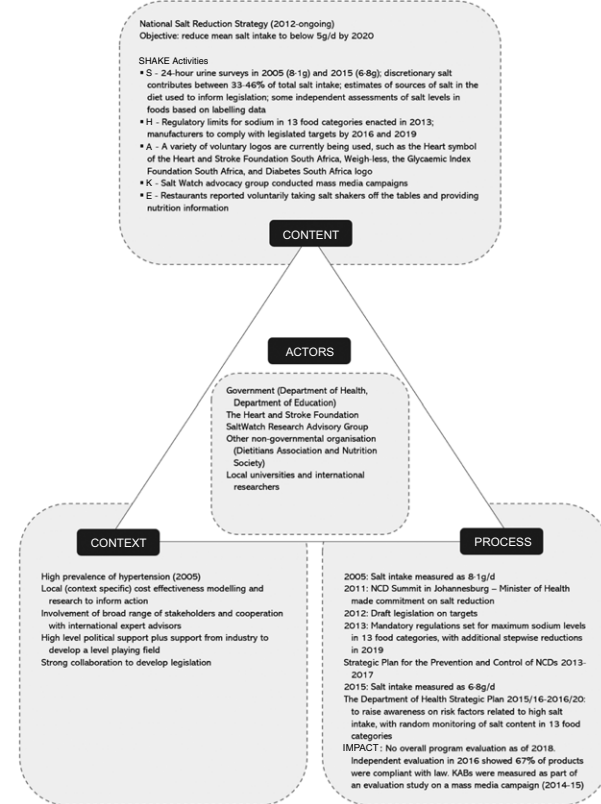 National Salt Reduction Strategy (2012-ongoing)
Objective: reduce mean salt intake to below 5g/d by 2020
SHAKE Activities
▪ S - 24-hour urine surveys in 2005 (8·1g) and 2015 (6·8g); discretionary salt
contributes between 33-46% of total salt intake; estimates of sources of salt in the
diet used to inform legislation; some independent assessments of salt levels in
foods based on labelling data
▪ H - Regulatory limits for sodium in 13 food categories enacted in 2013;
manufacturers to comply with legislated targets by 2016 and 2019
▪ A - A variety of voluntary logos are currently being used, such as the Heart symbol
of the Heart and Stroke Foundation South Africa, Weigh-less, the Glycaemic Index
Foundation South Africa, and Diabetes South Africa logo
▪ K - Salt Watch advocacy group conducted mass media campaigns
▪ E - Restaurants reported voluntarily taking salt shakers off the tables and providing
nutrition information
CONTENT
ACTORS
Government (Department of Health,
Department of Education)
The Heart and Stroke Foundation
SaltWatch Research Advisory Group
Other non-governmental organisation
(Dietitians Association and Nutrition
Society)
Local universities and international
researchers
CONTEXT
High prevalence of hypertension (2005)
Local (context specific) cost effectiveness modelling and
research to inform action
Involvement of broad range of stakeholders and cooperation
with international expert advisors
High level political support plus support from industry to
develop a level playing field
Strong collaboration to develop legislation
PROCESS
2005: Salt intake measured as 8·1g/d
2011: NCD Summit in Johannesburg – Minister of Health
made commitment on salt reduction
2012: Draft legislation on targets
2013: Mandatory regulations set for maximum sodium levels
in 13 food categories, with additional stepwise reductions
in 2019
Strategic Plan for the Prevention and Control of NCDs 2013-
2017
2015: Salt intake measured as 6·8g/d
The Department of Health Strategic Plan 2015/16-2016/20:
to raise awareness on risk factors related to high salt
intake, with random monitoring of salt content in 13 food
categories
IMPACT: No overall program evaluation as of 2018.
Independent evaluation in 2016 showed 67% of products
were compliant with law. KABs were measured as part of
an evaluation study on a mass media campaign (2014-15)